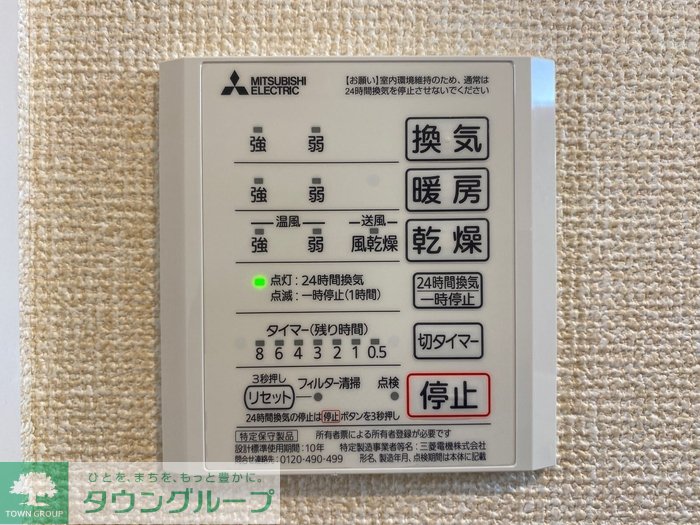 MITSUBISHI
ELECTRIC
【お願い】室内環境維持のため、通常は
24時間換気を停止させないでください
強 弱 換気
強 弱 暖房
温風 送風
強 弱 風乾燥 乾燥
点灯:24時間換気
点滅:一時停止(1時間)
24時間換気
一時停止
タイマー(残り時間)
8 6 4 3 2 1 0.5
切タイマー
3秒押し
リセット フィルター清掃 点検
停止
24時間換気の停止は停止ボタンを3秒押し
特定保守製品 所有者票による所有者登録が必要です
設計標準使用期間:10年 特定製造事業者等名:三菱電機株式会社
問合せ連絡先:0120-490-499 形名、製造年月、点検期間は本体に記載
ひとを、まちを、もっと豊かに。
タウングループ
TOWN GROUP